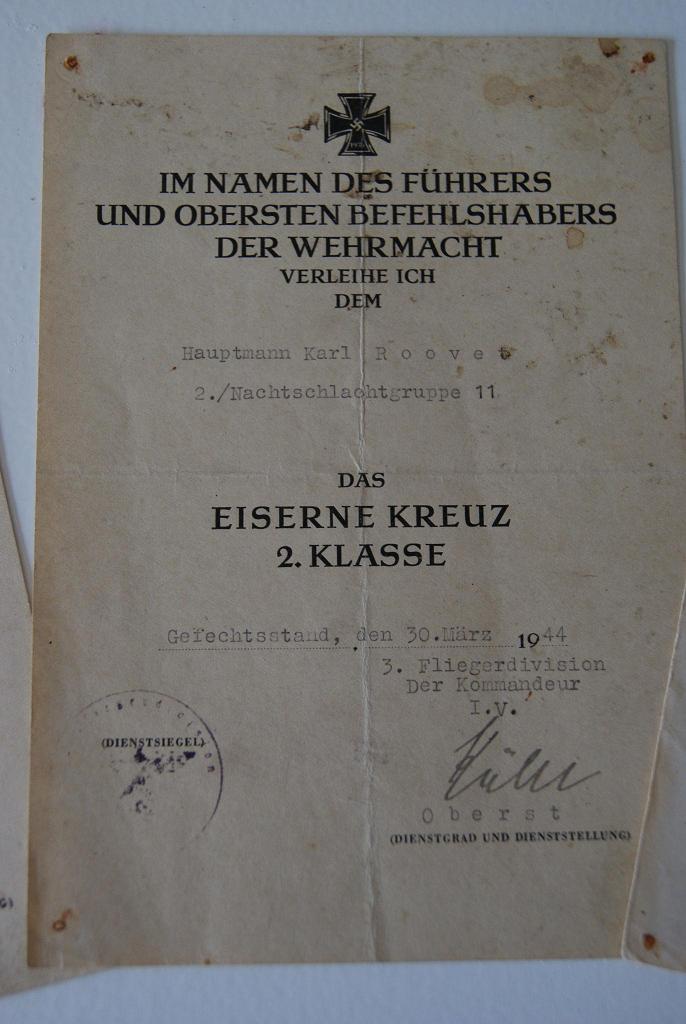 IM NAMEN DES FÜHRERS
UND OBERSTEN BEFEHLSHABERS
DER WEHRMACHT
VERLEIHE ICH
DEM
Hauptmann Karl Roovet
2./Nachtschlachtgruppe 11
DAS
EISERNE KREUZ
2. KLASSE
Gefechtsstand, den 30.März 1944
3. Fliegerdivision
Der Kommandeur
I.V.
Oberst
(DIENSTSIEGEL)
(DIENSTGRAD UND DIENSTSTELLUNG)